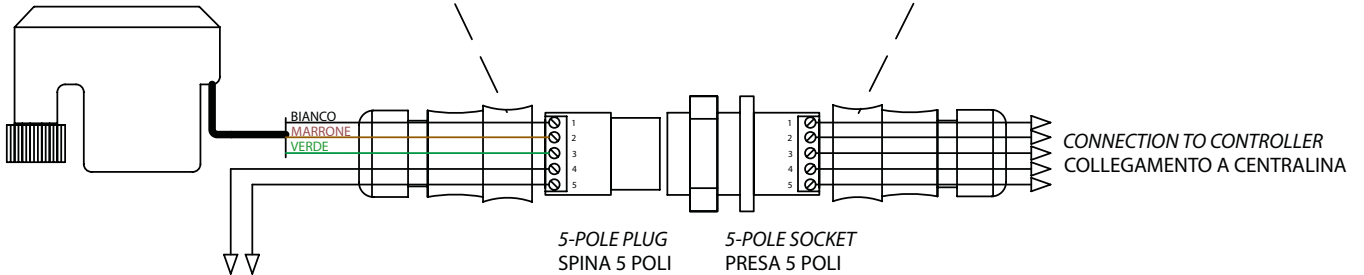 BIANCO
MARRONE
VERDE
1
2
3
4
5
1
2
3
4
5
CONNECTION TO CONTROLLER
COLLEGAMENTO A CENTRALINA
5-POLE PLUG
SPINA 5 POLI
5-POLE SOCKET
PRESA 5 POLI